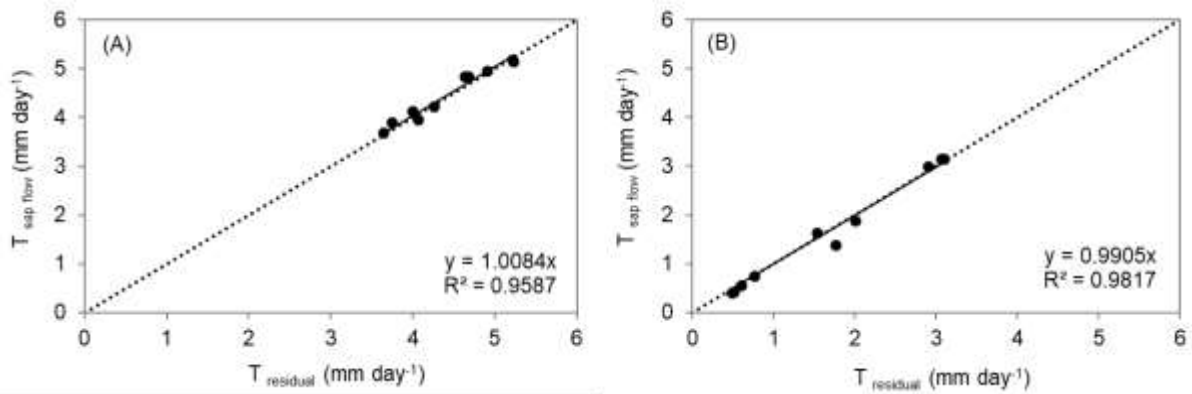 (A)
6
5
4
3
2
1
0
T sap flow (mm day-1)
y = 1.0084x
R² = 0.9587
0 1 2 3 4 5 6
T residual (mm day-1)
(B)
6
5
4
3
2
1
0
T sap flow (mm day-1)
y = 0.9905x
R² = 0.9817
0 1 2 3 4 5 6
T residual (mm day-1)